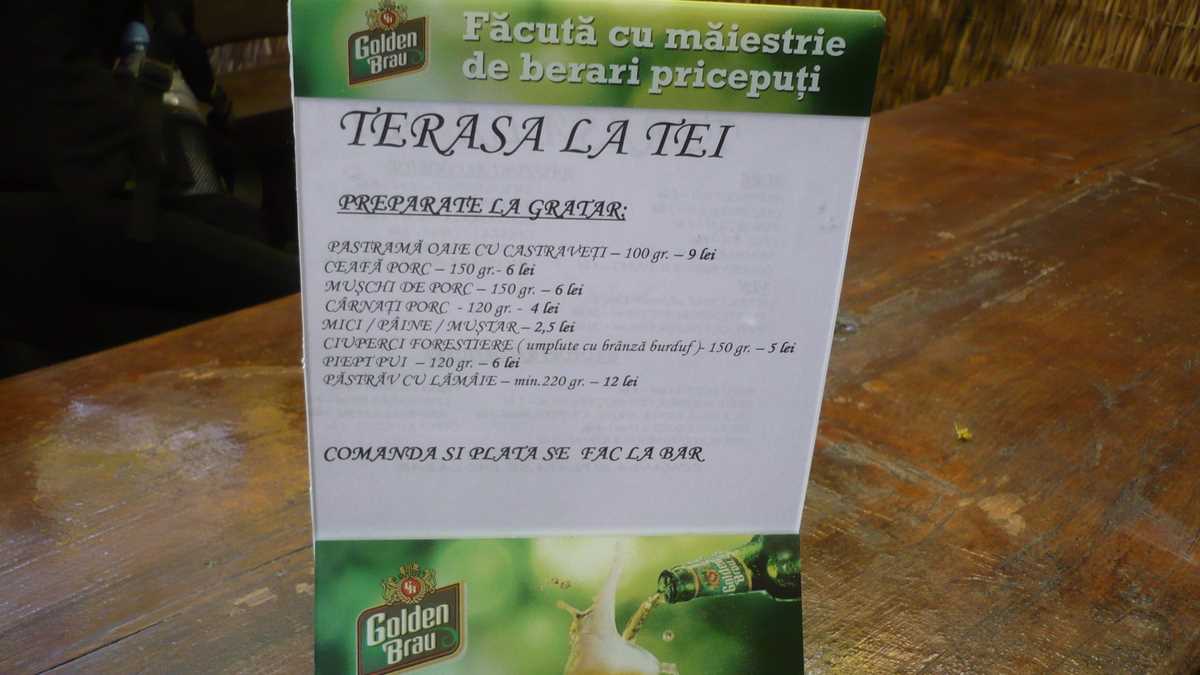 Golden
Brau
Făcută cu măiestrie
de berari pricepuți
TERASA LA TEI
PREPARATE LA GRATAR:
PASTRAMĂ OAIE CU CASTRAVEȚI – 100 gr. – 9 lei
CEAFĂ PORC – 150 gr.- 6 lei
MUȘCHI DE PORC – 150 gr. – 6 lei
CÂRNAȚI PORC - 120 gr. - 4 lei
MICI / PÂINE / MUȘTAR – 2,5 lei
CIUPERCI FORESTIERE ( umplute cu brânză burduf )- 150 gr. – 5 lei
PIEPT PUI – 120 gr. – 6 lei
PĂSTRĂV CU LĂMÂIE – min.220 gr. – 12 lei
COMANDA SI PLATA SE FAC LA BAR
Golden
Brau
Golden
Brau